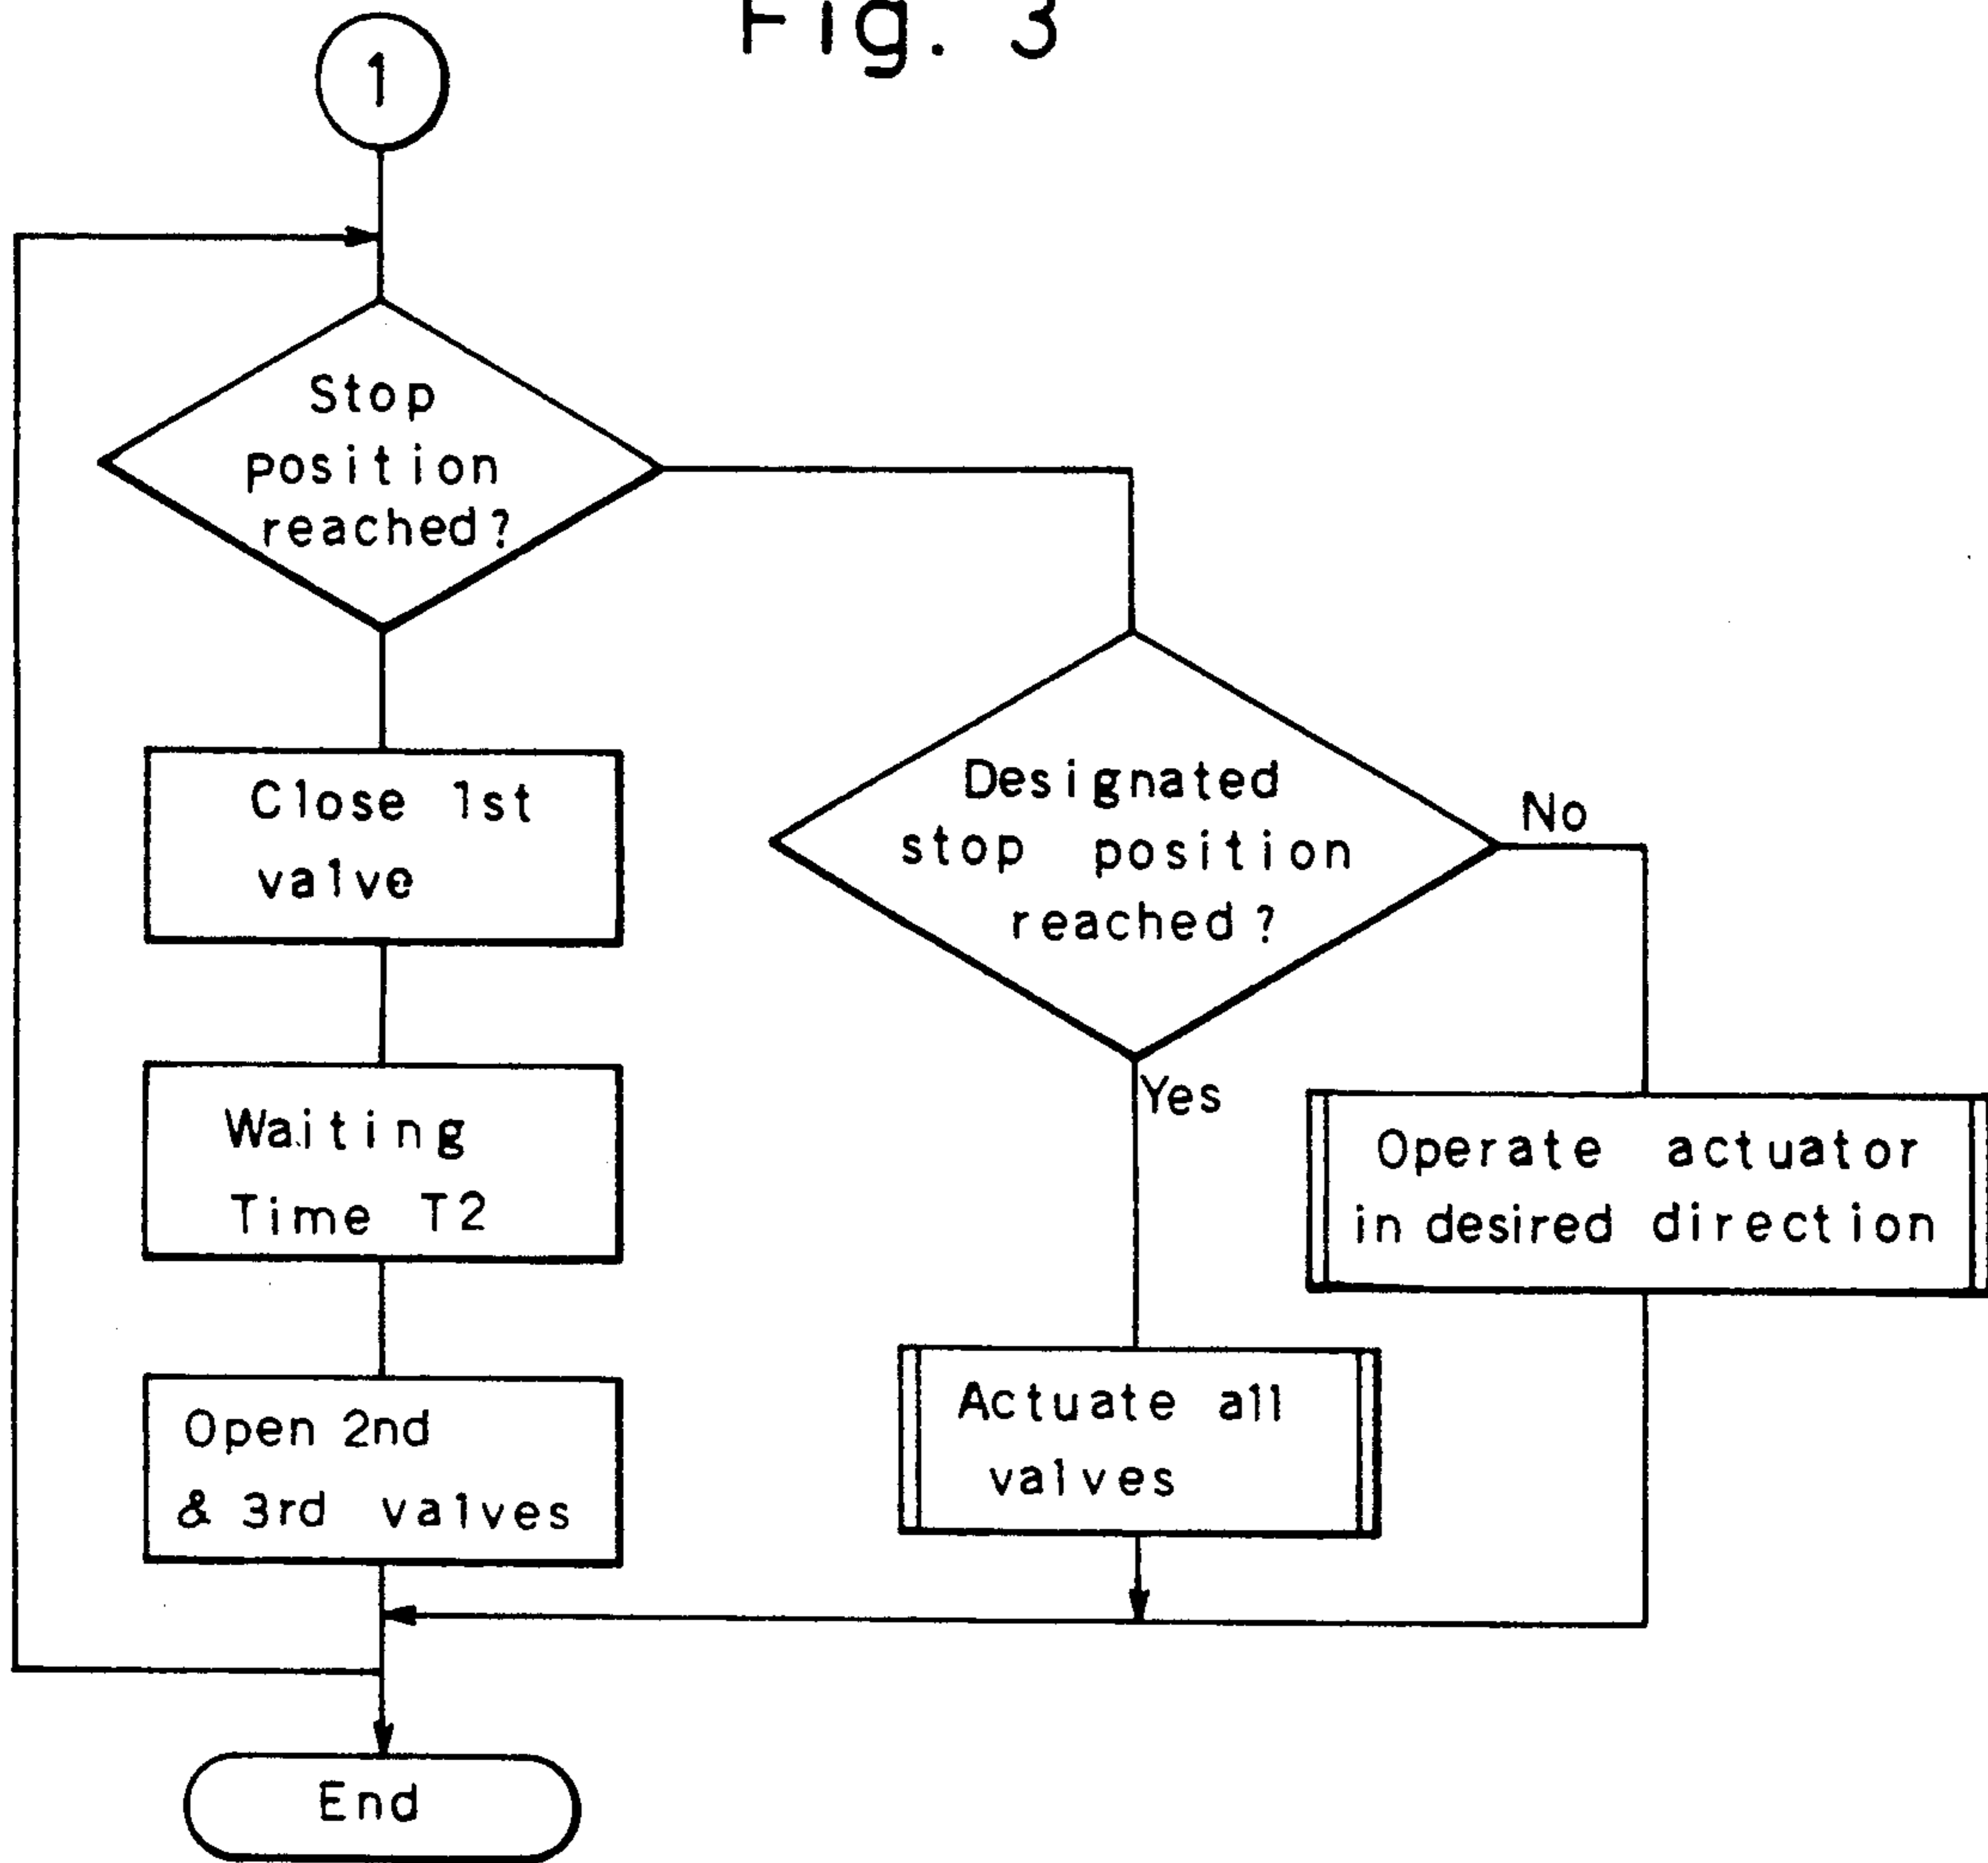 Fig. 3
1
Stop
position
reached?
Close 1st
valve
Waiting
Time T2
Open 2nd
& 3rd valves
End
Designated
stop position
reached?
No
Yes
Operate actuator
in desired direction
Actuate all
valves